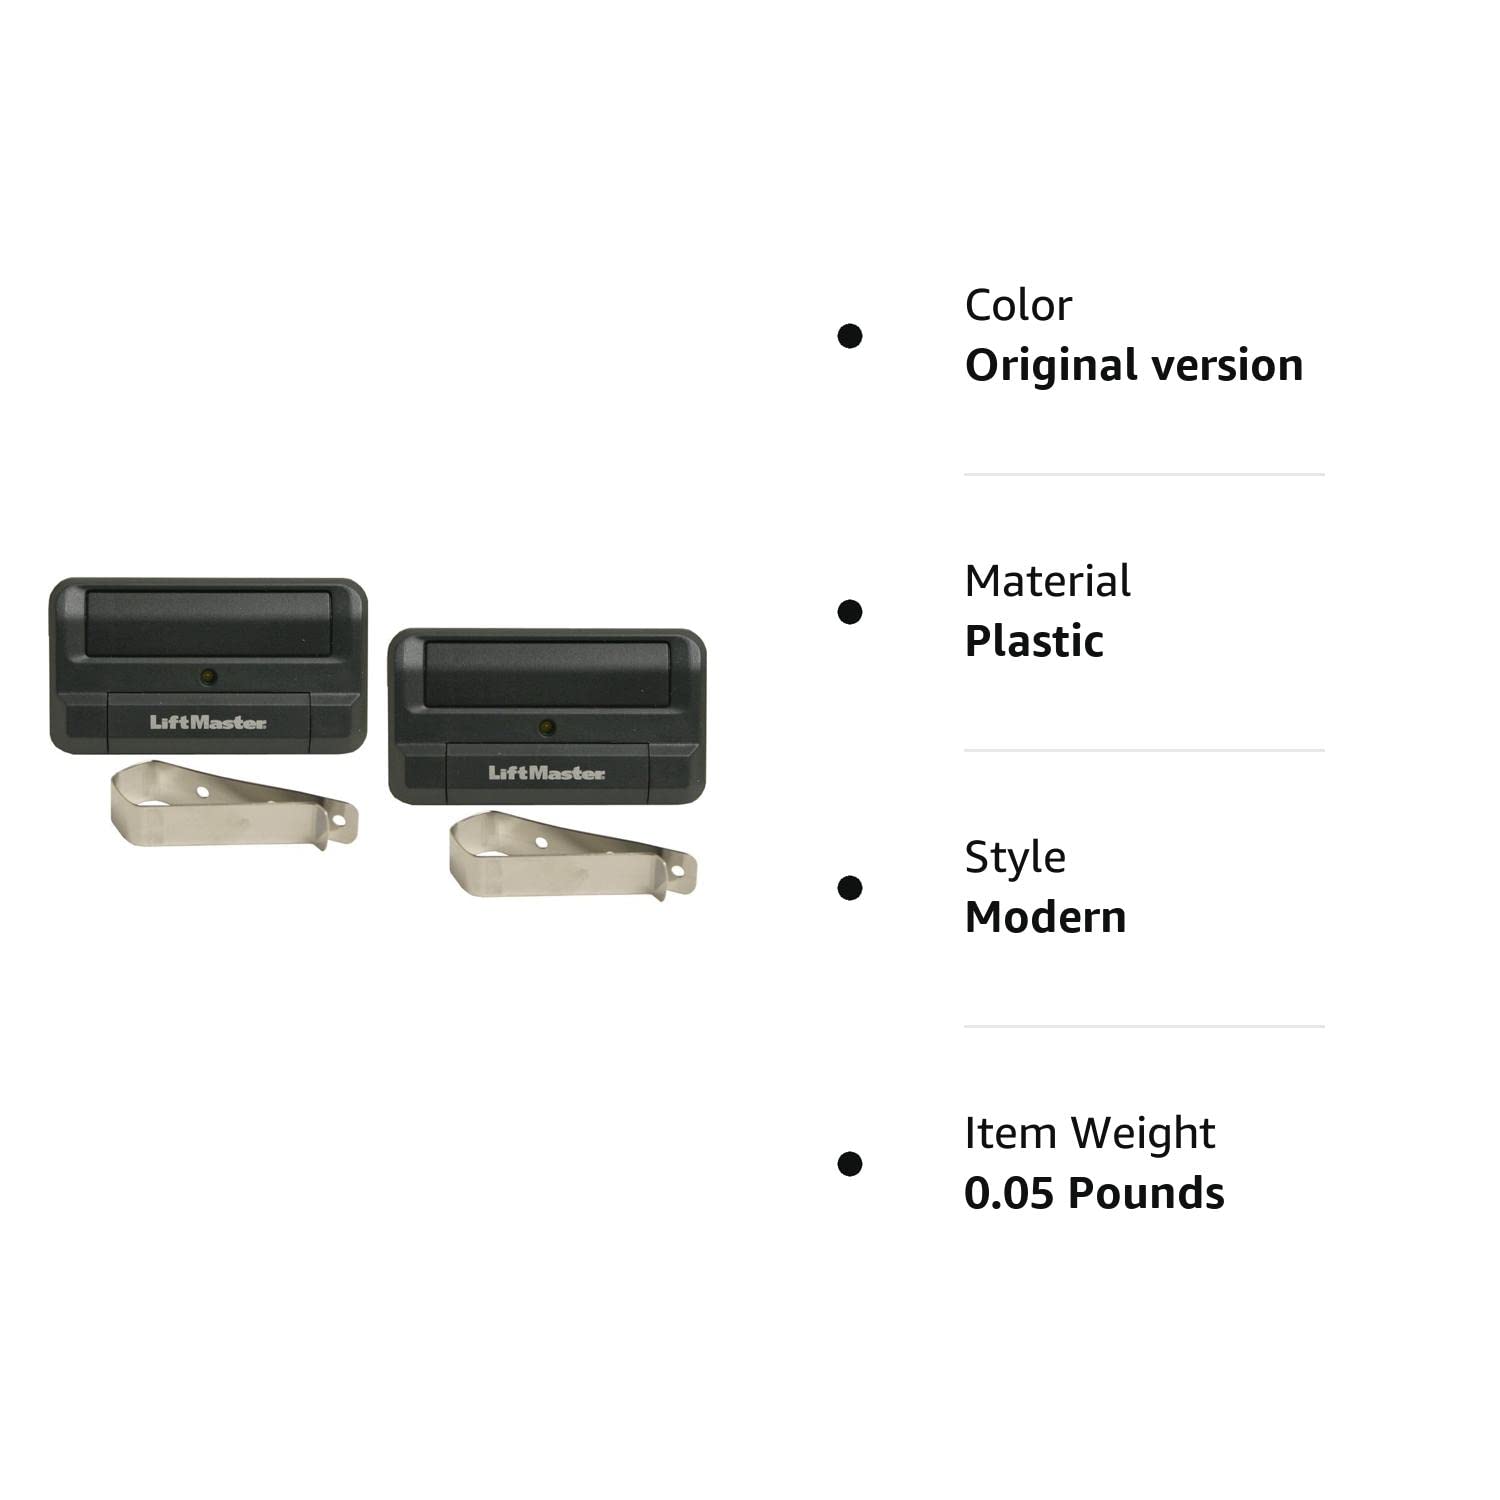 LiftMaster
LiftMaster
Color
Original version
Material
Plastic
Style
Modern
Item Weight
0.05 Pounds